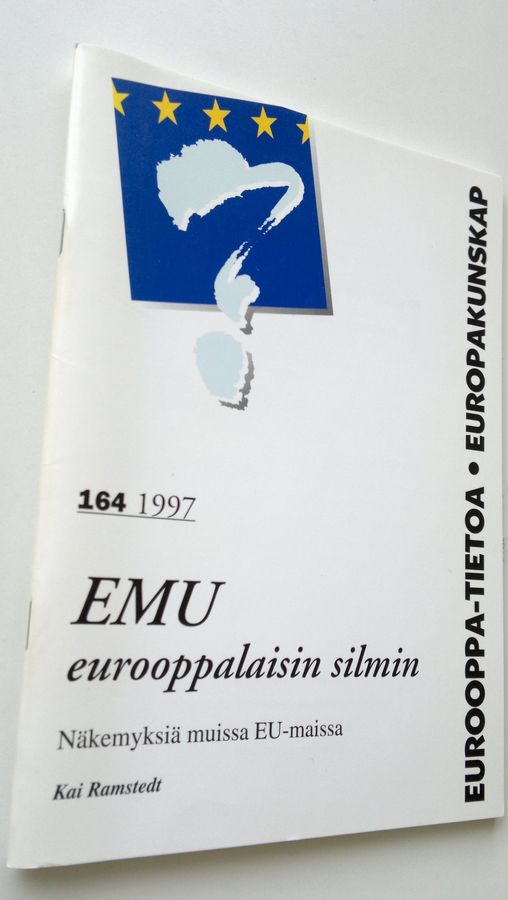 164 1997
EMU
eurooppalaisin silmin
Näkemyksiä muissa EU-maissa
Kai Ramstedt
EUROOPPA-TIETOA • EUROPAKUNSKAP